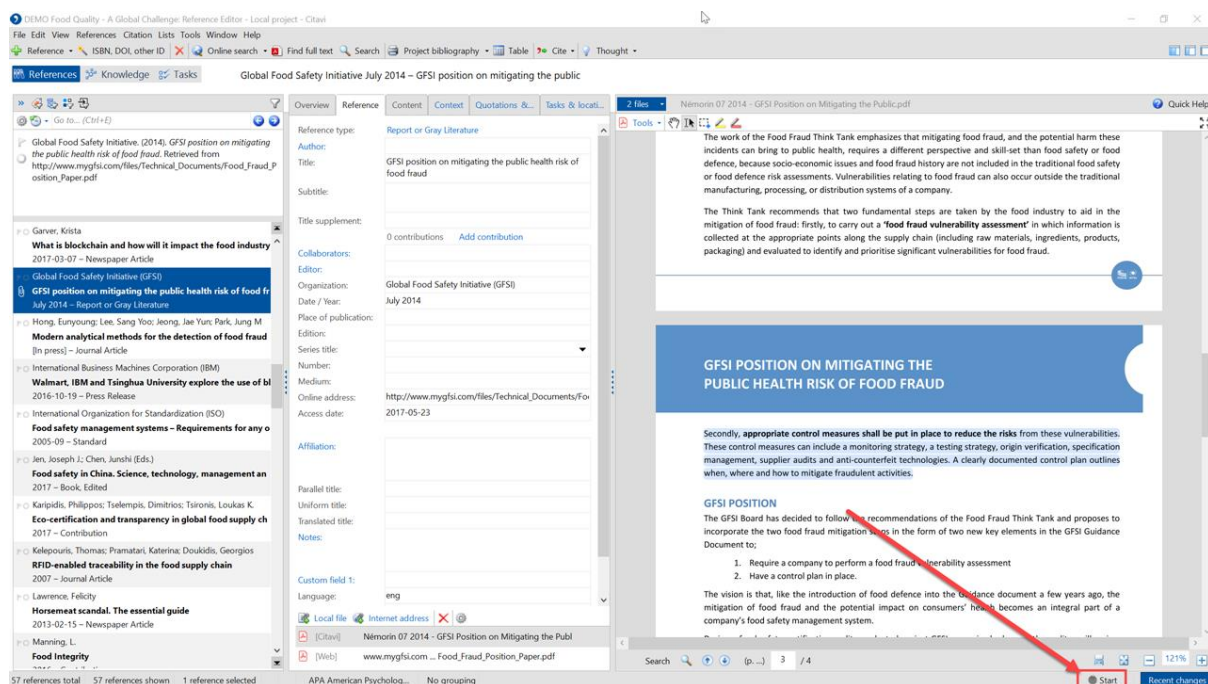 DEMO Food Quality - A Global Challenge: Reference Editor - Local project - Citavi
File Edit View References Citation Lists Tools Window Help
Reference ISBN, DOI, other ID Online search Find full text Search Project bibliography Table Cite Thought
References Knowledge Tasks Global Food Safety Initiative July 2014 – GFSI position on mitigating the public
Go to... (Ctrl+E)
Global Food Safety Initiative. (2014). GFSI position on mitigating
the public health risk of food fraud. Retrieved from
http://www.mygfsi.com/files/Technical_Documents/Food_Fraud_P
osition_Paper.pdf
Garver, Krista
What is blockchain and how will it impact the food industry
2017-03-07 – Newspaper Article
Global Food Safety Initiative (GFSI)
GFSI position on mitigating the public health risk of food fr
July 2014 – Report or Gray Literature
Hong, Eunyoung; Lee, Sang Yoo; Jeong, Jae Yun; Park, Jung M
Modern analytical methods for the detection of food fraud
[In press] – Journal Article
International Business Machines Corporation (IBM)
Walmart, IBM and Tsinghua University explore the use of bl
2016-10-19 – Press Release
International Organization for Standardization (ISO)
Food safety management systems – Requirements for any o
2005-09 – Standard
Jen, Joseph J.; Chen, Junshi (Eds.)
Food safety in China. Science, technology, management an
2017 – Book, Edited
Karipidis, Philippos; Tselempis, Dimitrios; Tsironis, Loukas K.
Eco-certification and transparency in global food supply ch
2017 – Contribution
Kelepouris, Thomas; Pramatari, Katerina; Doukidis, Georgios
RFID-enabled traceability in the food supply chain
2007 – Journal Article
Lawrence, Felicity
Horsemeat scandal. The essential guide
2013-02-15 – Newspaper Article
Manning, L.
Food Integrity
57 references total 57 references shown 1 reference selected
Overview Reference Content Context Quotations &... Tasks & locati...
Reference type: Report or Gray Literature
Author:
Title: GFSI position on mitigating the public health risk of
food fraud
Subtitle:
Title supplement:
0 contributions Add contribution
Collaborators:
Editor:
Organization: Global Food Safety Initiative (GFSI)
Date / Year: July 2014
Place of publication:
Edition:
Series title:
Number:
Medium:
Online address: http://www.mygfsi.com/files/Technical_Documents/Fo
Access date: 2017-05-23
Affiliation:
Parallel title:
Uniform title:
Translated title:
Notes:
Custom field 1:
Language: eng
Local file Internet address
[Citavi] Némorin 07 2014 - GFSI Position on Mitigating the Publ
[Web] www.mygfsi.com ... Food_Fraud_Position_Paper.pdf
APA American Psycholog... No grouping
2 files Némorin 07 2014 - GFSI Position on Mitigating the Public.pdf Quick Help
Tools
The work of the Food Fraud Think Tank emphasizes that mitigating food fraud, and the potential harm these
incidents can bring to public health, requires a different perspective and skill-set than food safety or food
defence, because socio-economic issues and food fraud history are not included in the traditional food safety
or food defence risk assessments. Vulnerabilities relating to food fraud can also occur outside the traditional
manufacturing, processing, or distribution systems of a company.
The Think Tank recommends that two fundamental steps are taken by the food industry to aid in the
mitigation of food fraud: firstly, to carry out a 'food fraud vulnerability assessment' in which information is
collected at the appropriate points along the supply chain (including raw materials, ingredients, products,
packaging) and evaluated to identify and prioritise significant vulnerabilities for food fraud.
GFSI POSITION ON MITIGATING THE
PUBLIC HEALTH RISK OF FOOD FRAUD
Secondly, appropriate control measures shall be put in place to reduce the risks from these vulnerabilities.
These control measures can include a monitoring strategy, a testing strategy, origin verification, specification
management, supplier audits and anti-counterfeit technologies. A clearly documented control plan outlines
when, where and how to mitigate fraudulent activities.
GFSI POSITION
The GFSI Board has decided to follow recommendations of the Food Fraud Think Tank and proposes to
incorporate the two food fraud mitigation steps in the form of two new key elements in the GFSI Guidance
Document to;
1. Require a company to perform a food fraud vulnerability assessment
2. Have a control plan in place.
The vision is that, like the introduction of food defence into the Guidance document a few years ago, the
mitigation of food fraud and the potential impact on consumers' health becomes an integral part of a
company's food safety management system.
Search (p. ...) 3 / 4 121%
Start Recent changes